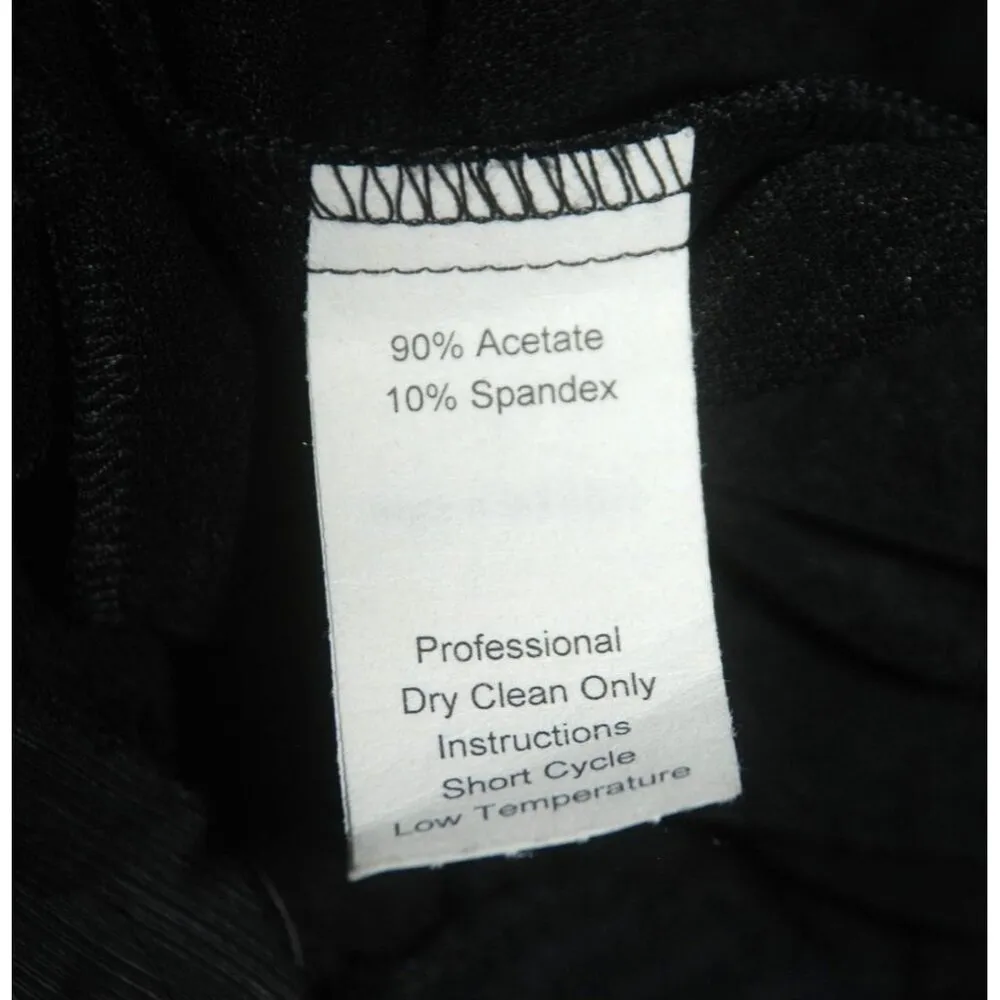 90% Acetate
10% Spandex
Professional
Dry Clean Only
Instructions
Short Cycle
Low Temperature